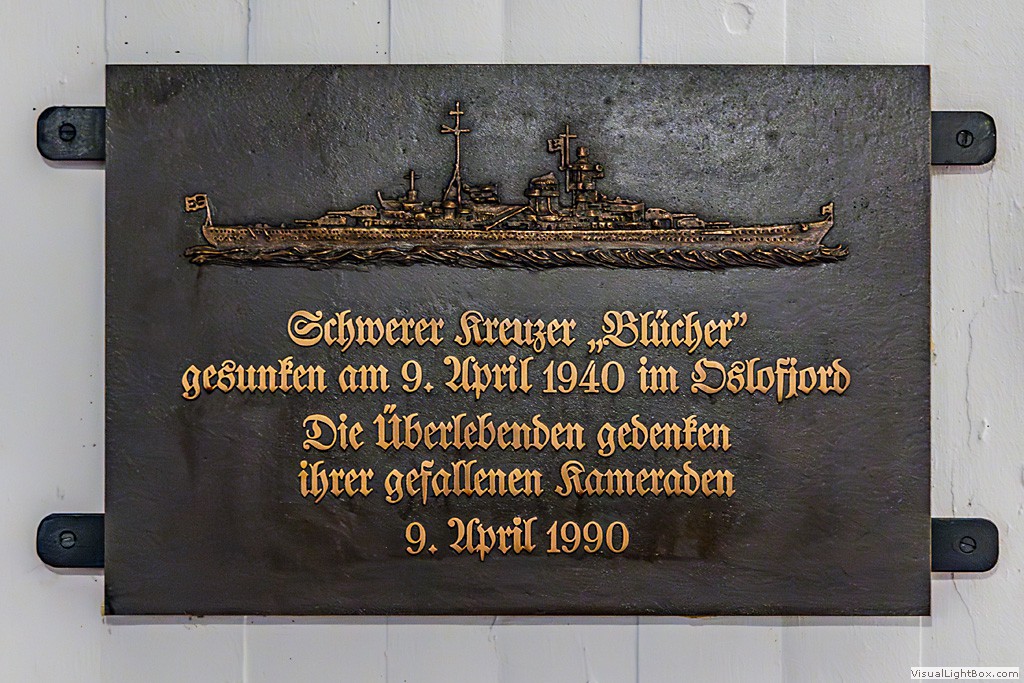 Schwerer Kreuzer „Blücher”
gesunken am 9. April 1940 im Oslofjord
Die Überlebenden gedenken
ihrer gefallenen Kameraden
9. April 1990
VisualLightBox.com